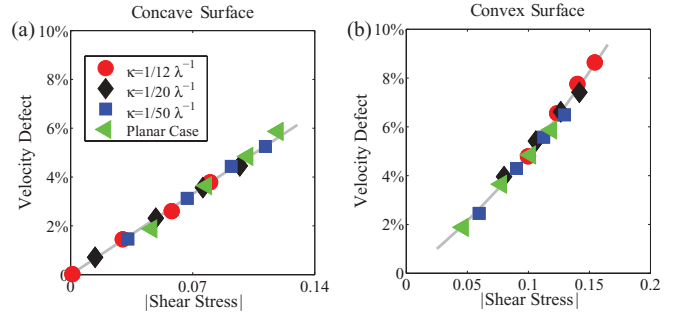 (a) Concave Surface
10%
8%
6%
4%
2%
0
Velocity Defect
κ=1/12 λ⁻¹
κ=1/20 λ⁻¹
κ=1/50 λ⁻¹
Planar Case
0 0.07 0.14
|Shear Stress|
(b) Convex Surface
10%
8%
6%
4%
2%
0
Velocity Defect
0.05 0.1 0.15 0.2
|Shear Stress|